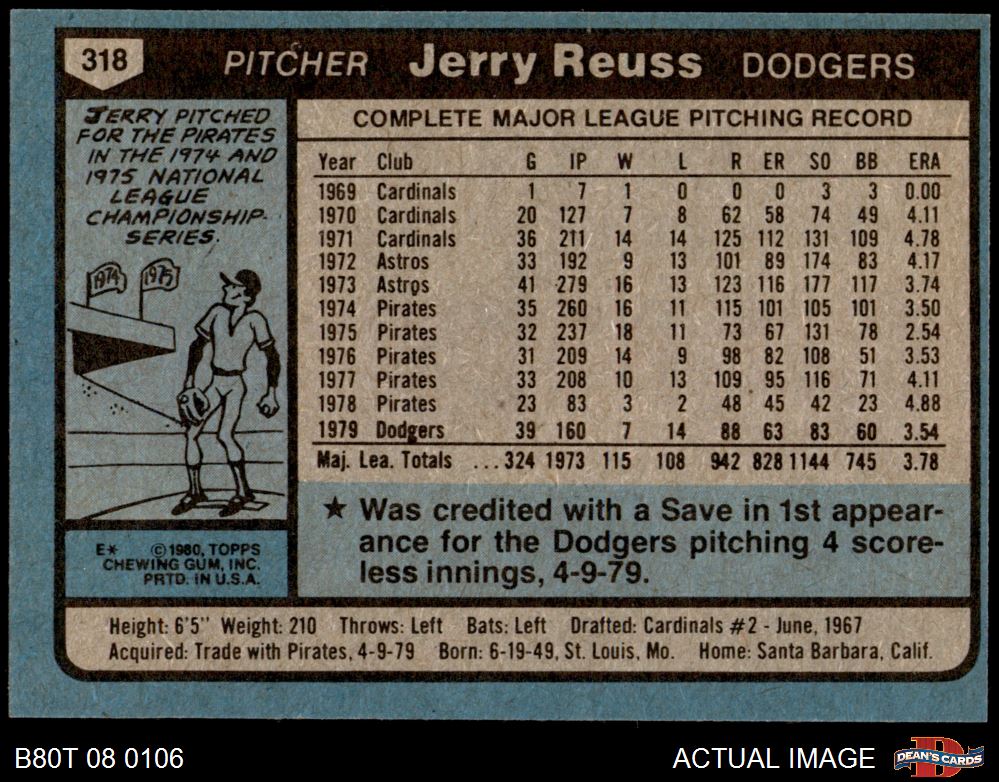 318 PITCHER Jerry Reuss DODGERS
JERRY PITCHED
FOR THE PIRATES
IN THE 1974 AND
1975 NATIONAL
LEAGUE
CHAMPIONSHIP
SERIES.
1974 1975
COMPLETE MAJOR LEAGUE PITCHING RECORD
Year Club G IP W L R ER SO BB ERA
1969 Cardinals 1 7 1 0 0 0 3 3 0.00
1970 Cardinals 20 127 7 8 62 58 74 49 4.11
1971 Cardinals 36 211 14 14 125 112 131 109 4.78
1972 Astros 33 192 9 13 101 89 174 83 4.17
1973 Astros 41 279 16 13 123 116 177 117 3.74
1974 Pirates 35 260 16 11 115 101 105 101 3.50
1975 Pirates 32 237 18 11 73 67 131 78 2.54
1976 Pirates 31 209 14 9 98 82 108 51 3.53
1977 Pirates 33 208 10 13 109 95 116 71 4.11
1978 Pirates 23 83 3 2 48 45 42 23 4.88
1979 Dodgers 39 160 7 14 88 63 83 60 3.54
Maj. Lea. Totals ...324 1973 115 108 942 828 1144 745 3.78
★ Was credited with a Save in 1st appear-
ance for the Dodgers pitching 4 score-
less innings, 4-9-79.
E* ©1980, TOPPS
CHEWING GUM, INC.
PRTD. IN U.S.A.
Height: 6'5" Weight: 210 Throws: Left Bats: Left Drafted: Cardinals #2 - June, 1967
Acquired: Trade with Pirates, 4-9-79 Born: 6-19-49, St. Louis, Mo. Home: Santa Barbara, Calif.
B80T 08 0106 ACTUAL IMAGE DEAN'S CARDS